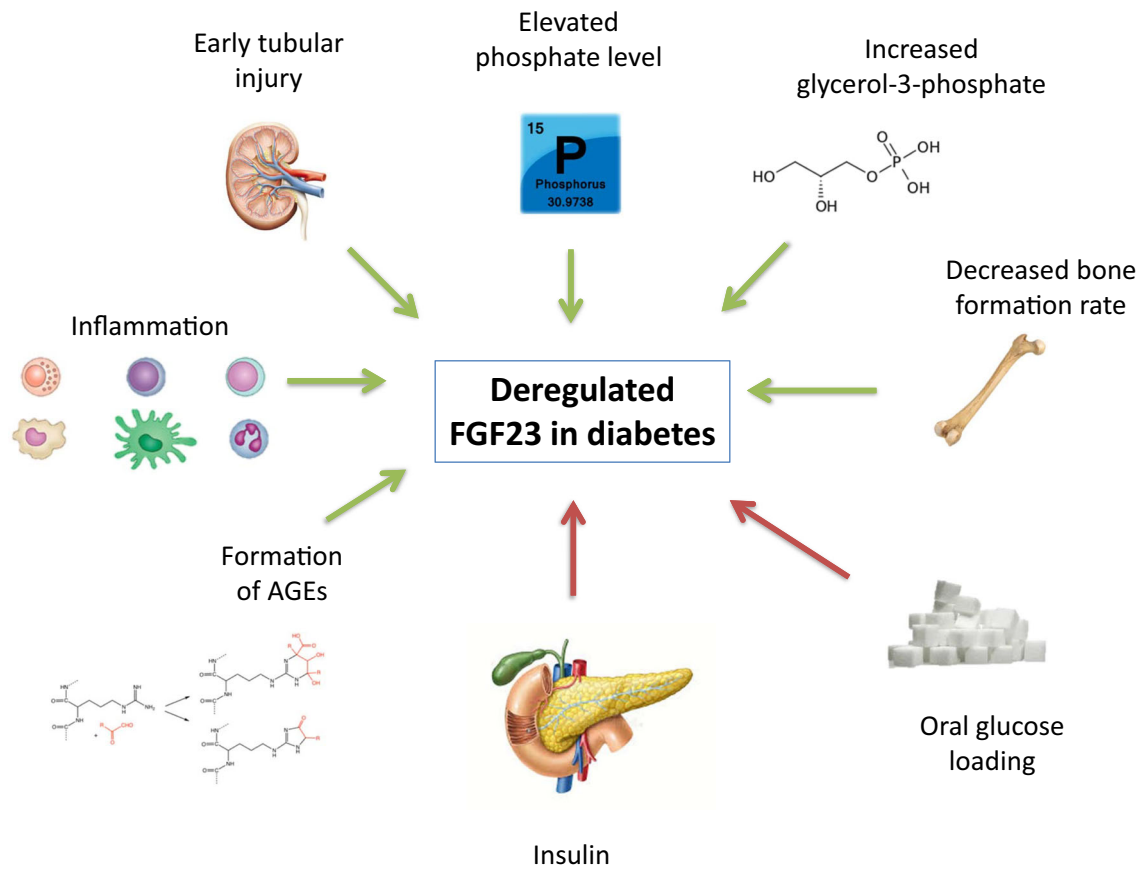 Early tubular
injury
Elevated
phosphate level
Increased
glycerol-3-phosphate
15
P
Phosphorus
30.9738
HO
OH
O
P
O
OH
OH
Decreased bone
formation rate
Inflammation
Deregulated
FGF23 in diabetes
Formation
of AGEs
Oral glucose
loading
Insulin